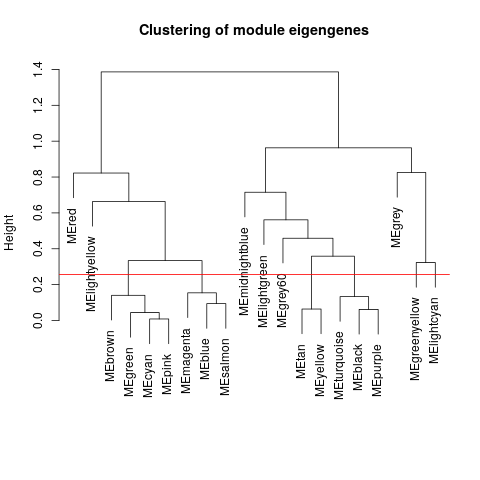 Clustering of module eigengenes
Height
1.4
1.2
1.0
0.8
0.6
0.4
0.2
0.0
MEred
MElightyellow
MEbrown
MEgreen
MEcyan
MEpink
MEmagenta
MEblue
MEsalmon
MEmidnightblue
MElightgreen
MEgrey60
MEtan
MEyellow
MEturquoise
MEblack
MEpurple
MEgrey
MEgreenyellow
MElightcyan